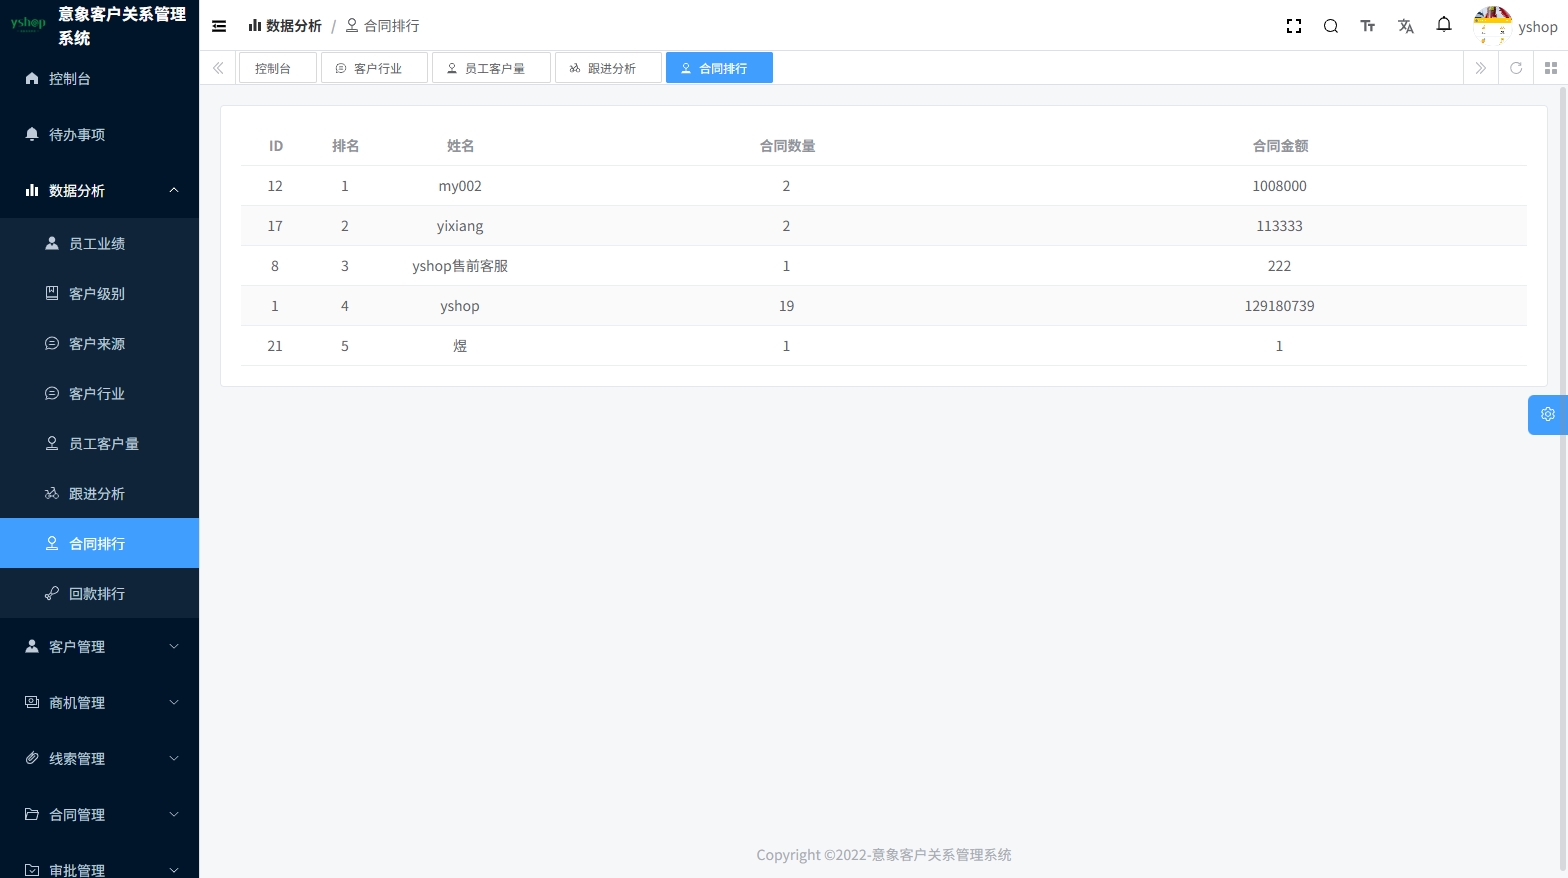 yshop
意象客户关系管理
系统
控制台
待办事项
数据分析
员工业绩
客户级别
客户来源
客户行业
员工客户量
跟进分析
合同排行
回款排行
客户管理
商机管理
线索管理
合同管理
审批管理
数据分析 / 合同排行
yshop
控制台 客户行业 员工客户量 跟进分析 合同排行
ID 排名 姓名 合同数量 合同金额
12 1 my002 2 1008000
17 2 yixiang 2 113333
8 3 yshop售前客服 1 222
1 4 yshop 19 129180739
21 5 煜 1 1
Copyright ©2022-意象客户关系管理系统